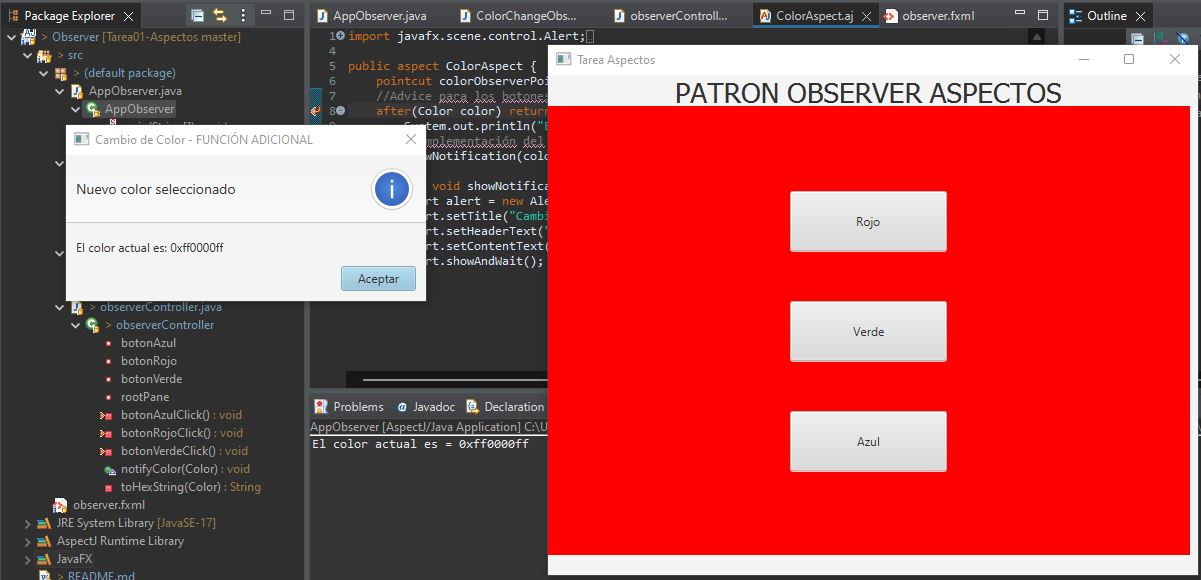 Package Explorer
> Observer [Tarea01-Aspectos master]
> src
> (default package)
AppObserver.java
AppObserver
> observerController.java
> observerController
botonAzul
botonRojo
botonVerde
rootPane
botonAzulClick() : void
botonRojoClick() : void
botonVerdeClick() : void
notifyColor(Color) : void
toHexString(Color) : String
observer.fxml
JRE System Library [JavaSE-17]
AspectJ Runtime Library
JavaFX
> README.md
Cambio de Color - FUNCIÓN ADICIONAL
Nuevo color seleccionado
El color actual es: 0xff0000ff
Aceptar
AppObserver.java
ColorChangeObs...
observerControll...
ColorAspect.aj
observer.fxml
1 import javafx.scene.control.Alert;
4
5 public aspect ColorAspect {
6 pointcut colorObserverPoi
7 //Advice para los botones
8 after(Color color) return
9 System.out.println("E
mplementación del
wNotification(colo
void showNotifica
rt alert = new Ale
rt.setTitle("Cambi
rt.setHeaderText("
rt.setContentText(
rt.showAndWait();
Problems
Javadoc
Declaration
AppObserver [AspectJ/Java Application] C:\U
El color actual es = 0xff0000ff
Outline
Tarea Aspectos
PATRON OBSERVER ASPECTOS
Rojo
Verde
Azul